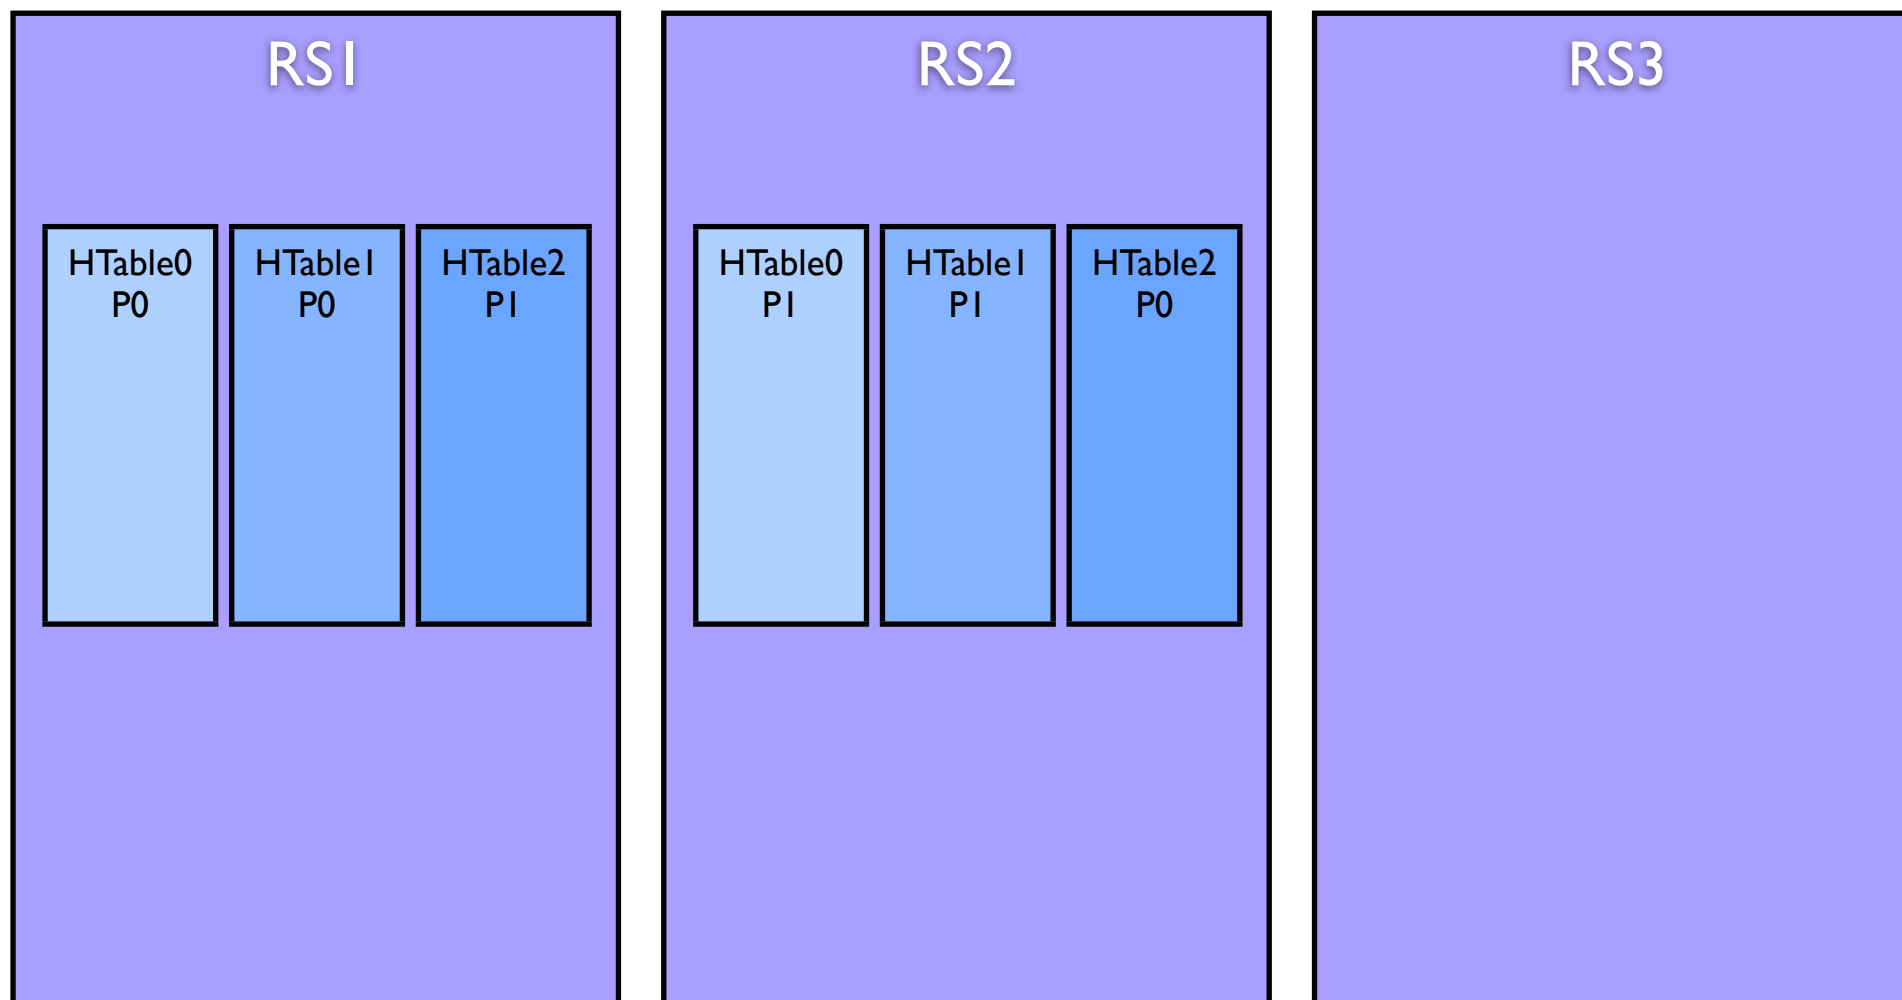 RS1
HTable0
P0
HTable1
P0
HTable2
P1
RS2
HTable0
P1
HTable1
P1
HTable2
P0
RS3